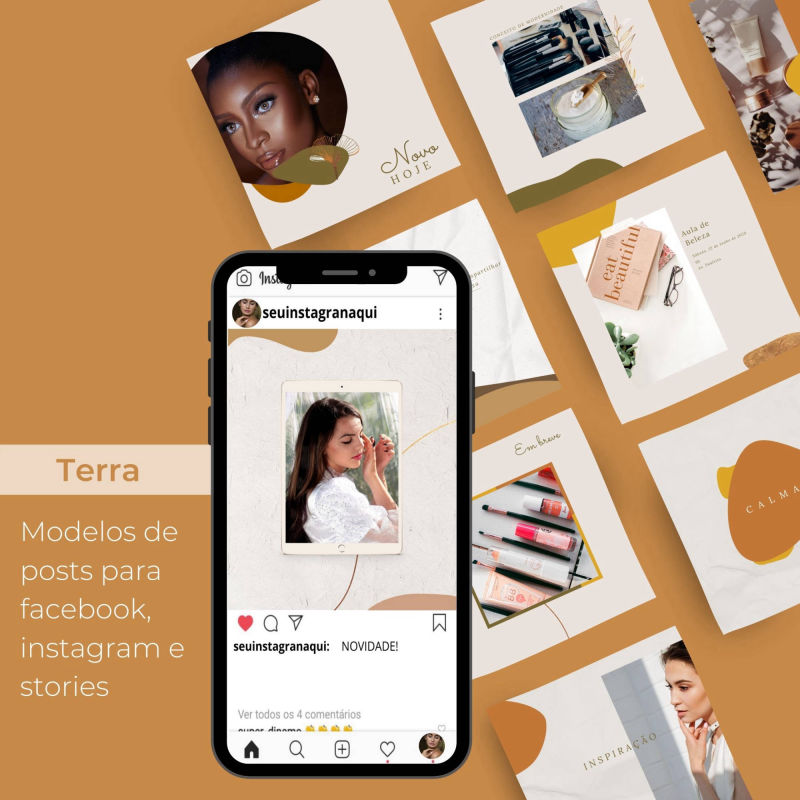 Terra
Modelos de
posts para
facebook,
instagram e
stories
Novo
HOJE
CONCEITO DE MODERNIDADE
eat
beautiful
Aula de
Beleza
Em breve
CALMA
INSPIRAÇÃO
seuinstagranaqui
seuinstagranaqui: NOVIDADE!
Ver todos os 4 comentários